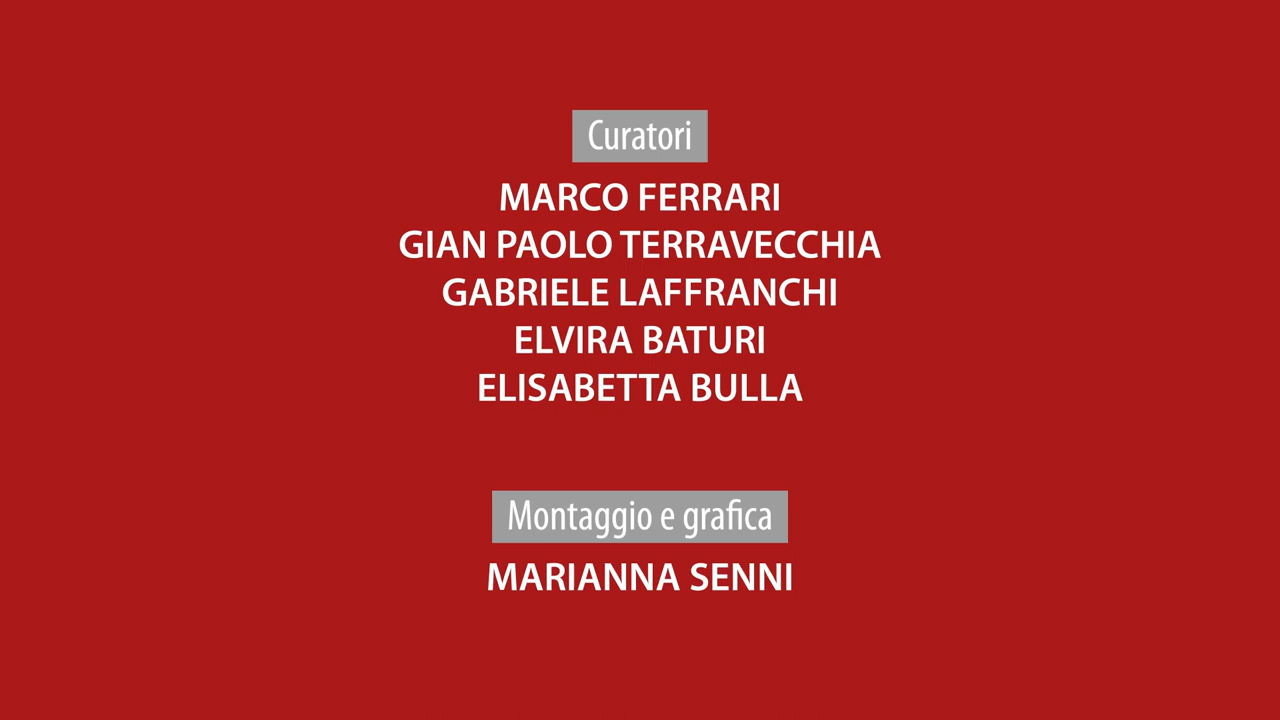 Curatori
MARCO FERRARI
GIAN PAOLO TERRAVECCHIA
GABRIELE LAFFRANCHI
ELVIRA BATURI
ELISABETTA BULLA
Montaggio e grafica
MARIANNA SENNI